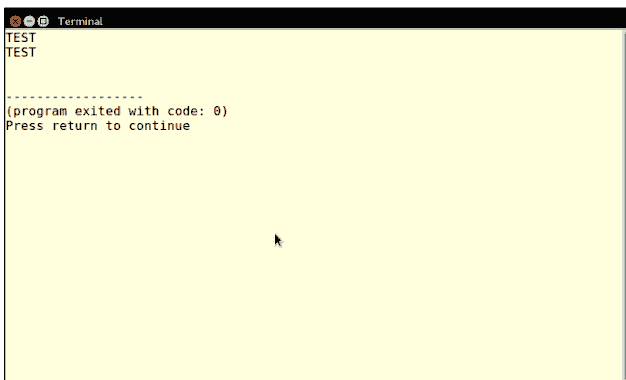 Terminal
TEST
TEST
------------------
(program exited with code: 0)
Press return to continue